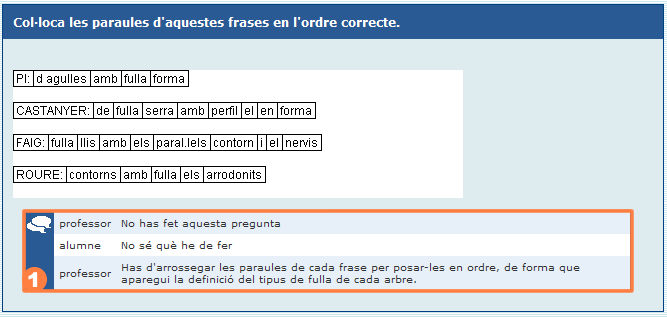 Col·loca les paraules d'aquestes frases en l'ordre correcte.
PI: d agulles amb fulla forma
CASTANYER: de fulla serra amb perfil el en forma
FAIG: fulla llis amb els paral.lels contorn i el nervis
ROURE: contorns amb fulla els arrodonits
professor No has fet aquesta pregunta
alumne No sé què he de fer
professor Has d'arrossegar les paraules de cada frase per posar-les en ordre, de forma que
aparegui la definició del tipus de fulla de cada arbre.
1